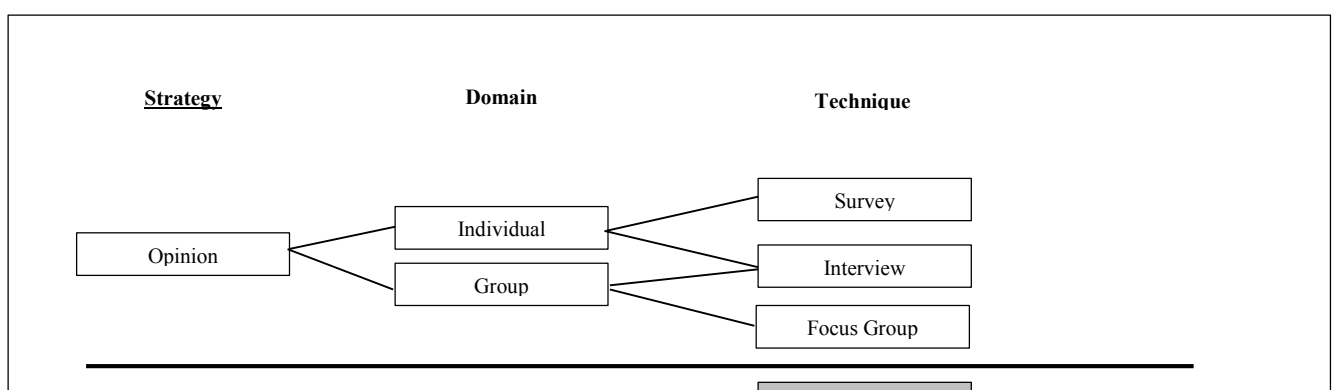 Strategy Domain Technique
Survey
Individual
Opinion
Interview
Group
Focus Group